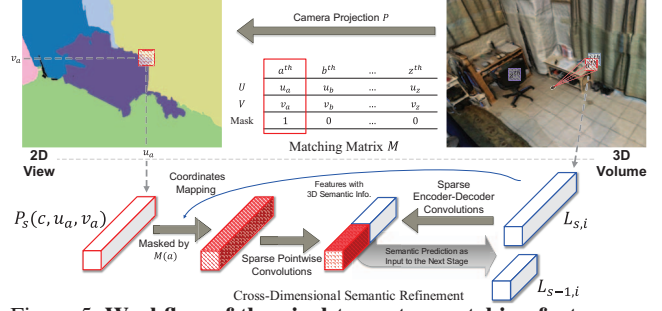 Camera Projection P
v_a
a^th b^th ... z^th
U u_a u_b ... u_z
V v_a v_b ... v_z
Mask 1 0 ... 0
Matching Matrix M
2D
View
u_a
3D
Volume
Coordinates
Mapping
Features with
3D Semantic Info.
Sparse
Encoder-Decoder
Convolutions
P_s(c, u_a, v_a)
L_{s,i}
Masked by
M(a)
Sparse Pointwise
Convolutions
Semantic Prediction as
Input to the Next Stage
L_{s-1,i}
Cross-Dimensional Semantic Refinement